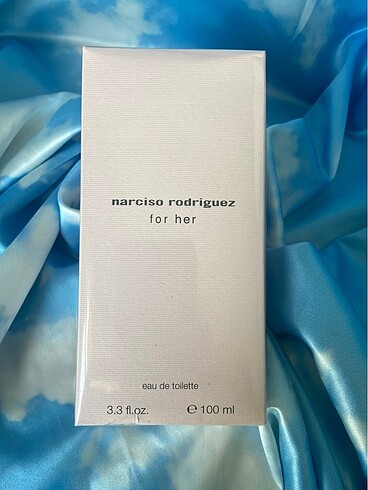 narciso rodriguez
for her
eau de toilette
3.3 fl.oz. ℮ 100 ml